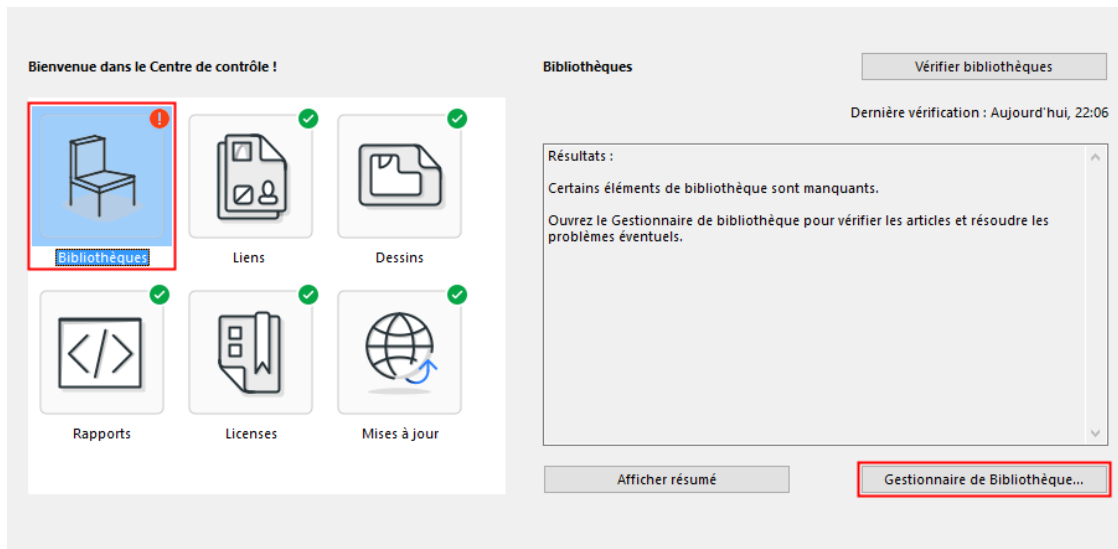 Bienvenue dans le Centre de contrôle !
Bibliothèques
Liens
Dessins
Rapports
Licenses
Mises à jour
Bibliothèques
Vérifier bibliothèques
Dernière vérification : Aujourd'hui, 22:06
Résultats :
Certains éléments de bibliothèque sont manquants.
Ouvrez le Gestionnaire de bibliothèque pour vérifier les articles et résoudre les
problèmes éventuels.
Afficher résumé
Gestionnaire de Bibliothèque...